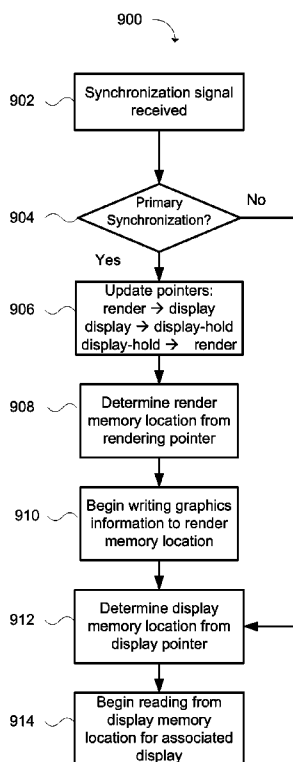 900
902
Synchronization signal
received
904
Primary
Synchronization?
No
Yes
906
Update pointers:
render → display
display → display-hold
display-hold → render
908
Determine render
memory location from
rendering pointer
910
Begin writing graphics
information to render
memory location
912
Determine display
memory location from
display pointer
914
Begin reading from
display memory
location for associated
display